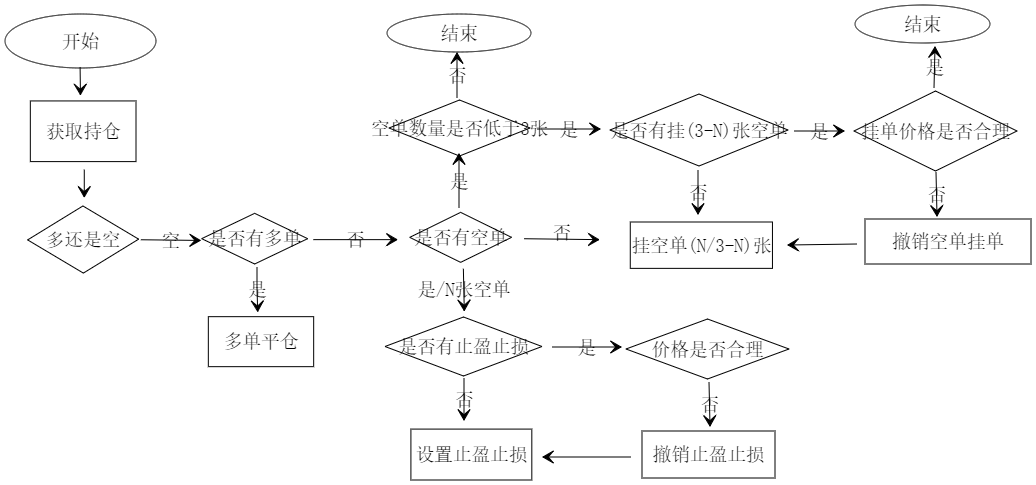 开始
获取持仓
多还是空
空
是否有多单
是
多单平仓
否
是否有空单
是
空单数量是否低于3张
否
结束
是
是否有挂(3-N)张空单
是
挂单价格是否合理
是
结束
否
撤销空单挂单
否
挂空单(N/3-N)张
否
是/N张空单
是否有止盈止损
是
价格是否合理
否
撤销止盈止损
否
设置止盈止损